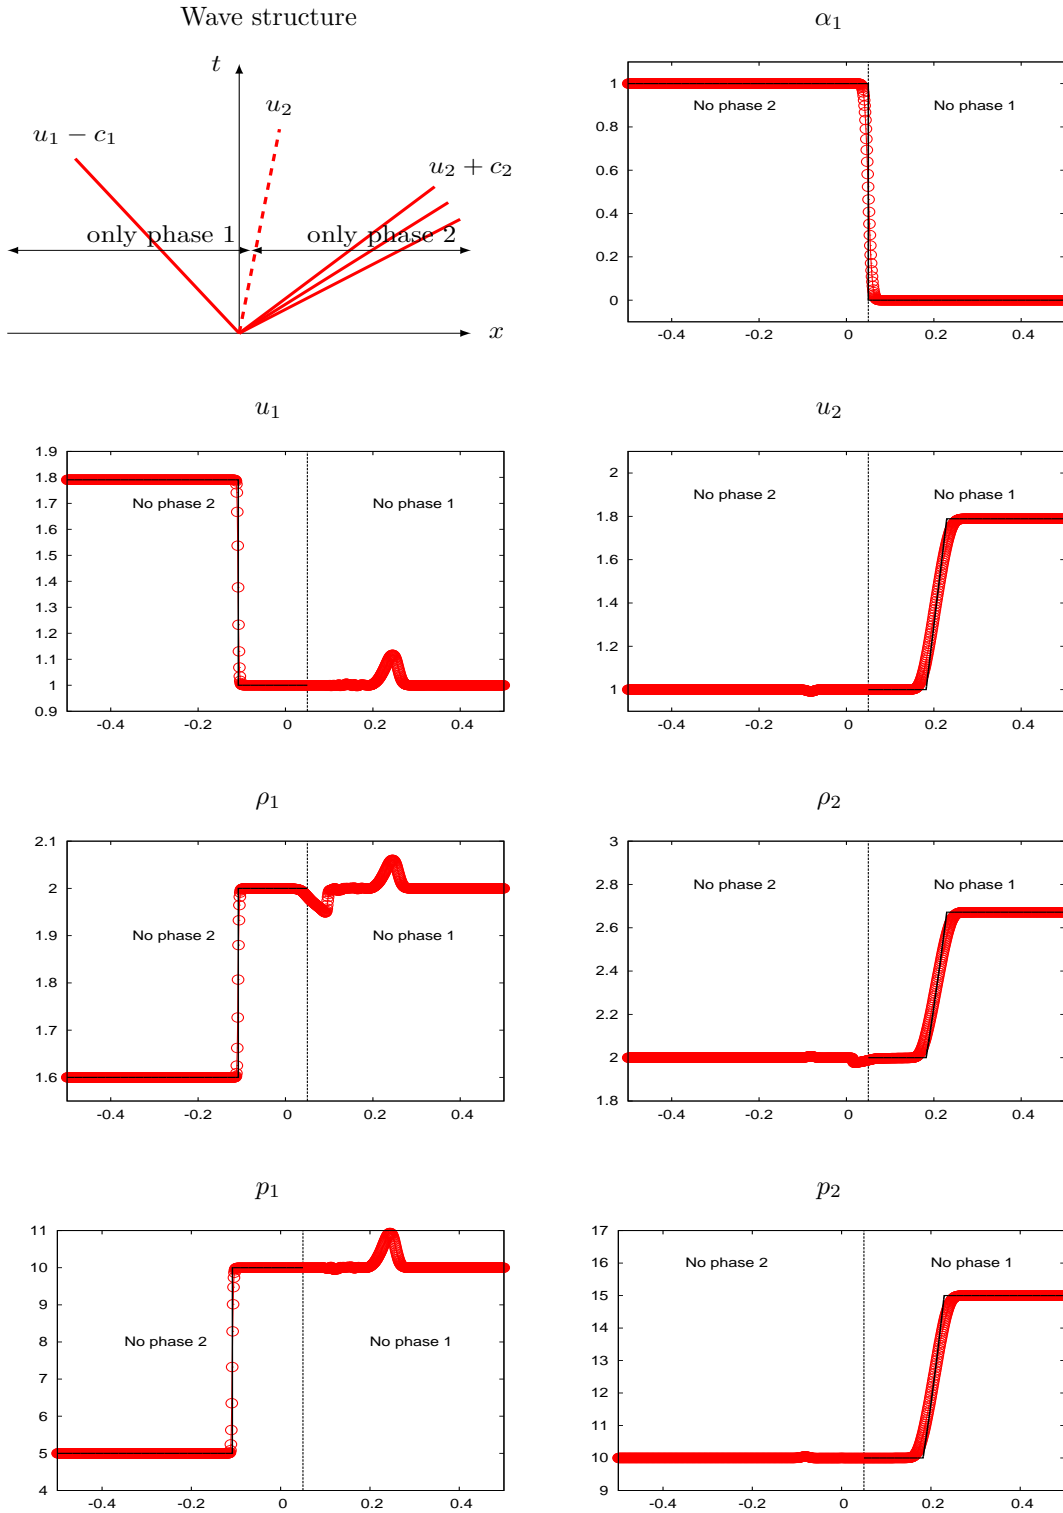 Wave structure
t
u₂
u₁ − c₁
u₂ + c₂
only phase 1
only phase 2
x
α₁
1
0.8
0.6
0.4
0.2
0
No phase 2
No phase 1
-0.4 -0.2 0 0.2 0.4
u₁
1.9
1.8
1.7
1.6
1.5
1.4
1.3
1.2
1.1
1
0.9
No phase 2
No phase 1
-0.4 -0.2 0 0.2 0.4
u₂
2
1.8
1.6
1.4
1.2
1
No phase 2
No phase 1
-0.4 -0.2 0 0.2 0.4
ρ₁
2.1
2
1.9
1.8
1.7
1.6
No phase 2
No phase 1
-0.4 -0.2 0 0.2 0.4
ρ₂
3
2.8
2.6
2.4
2.2
2
1.8
No phase 2
No phase 1
-0.4 -0.2 0 0.2 0.4
p₁
11
10
9
8
7
6
5
4
No phase 2
No phase 1
-0.4 -0.2 0 0.2 0.4
p₂
17
16
15
14
13
12
11
10
9
No phase 2
No phase 1
-0.4 -0.2 0 0.2 0.4